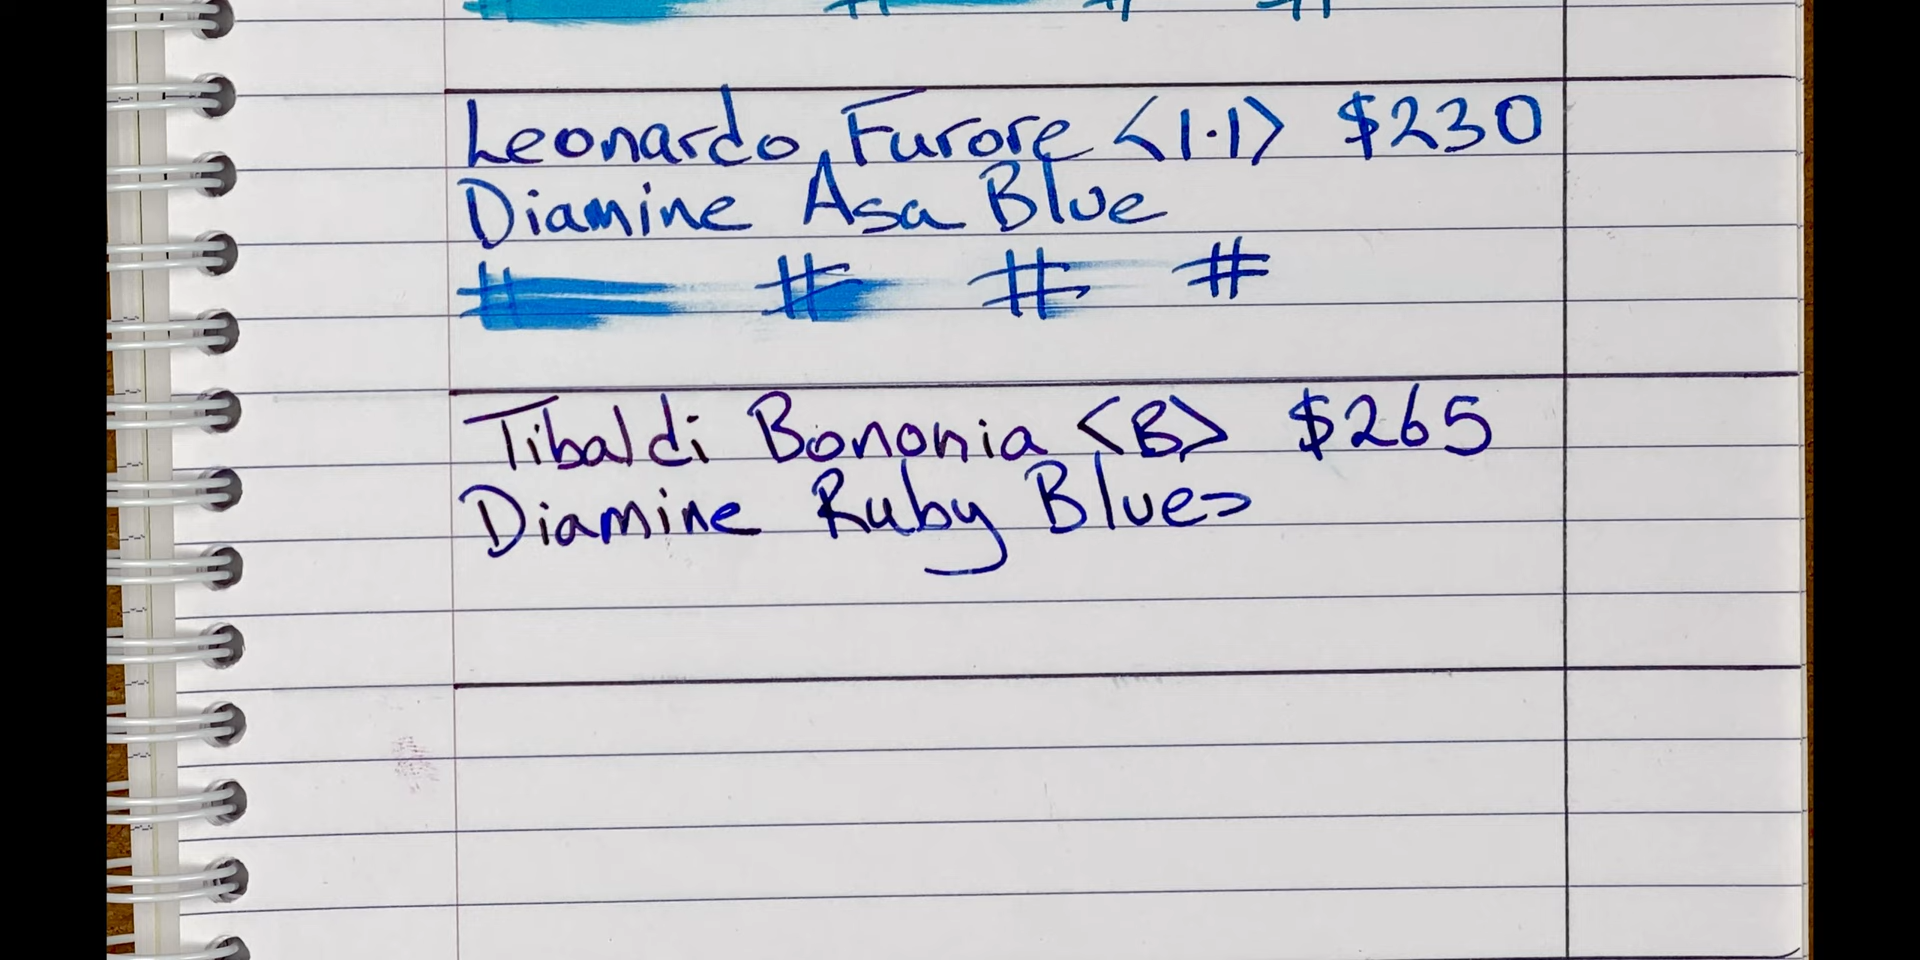 # # # #
Leonardo Furore <1.1> $230
Diamine Asa Blue
# # # #
Tibaldi Bononia <B> $265
Diamine Ruby Blues